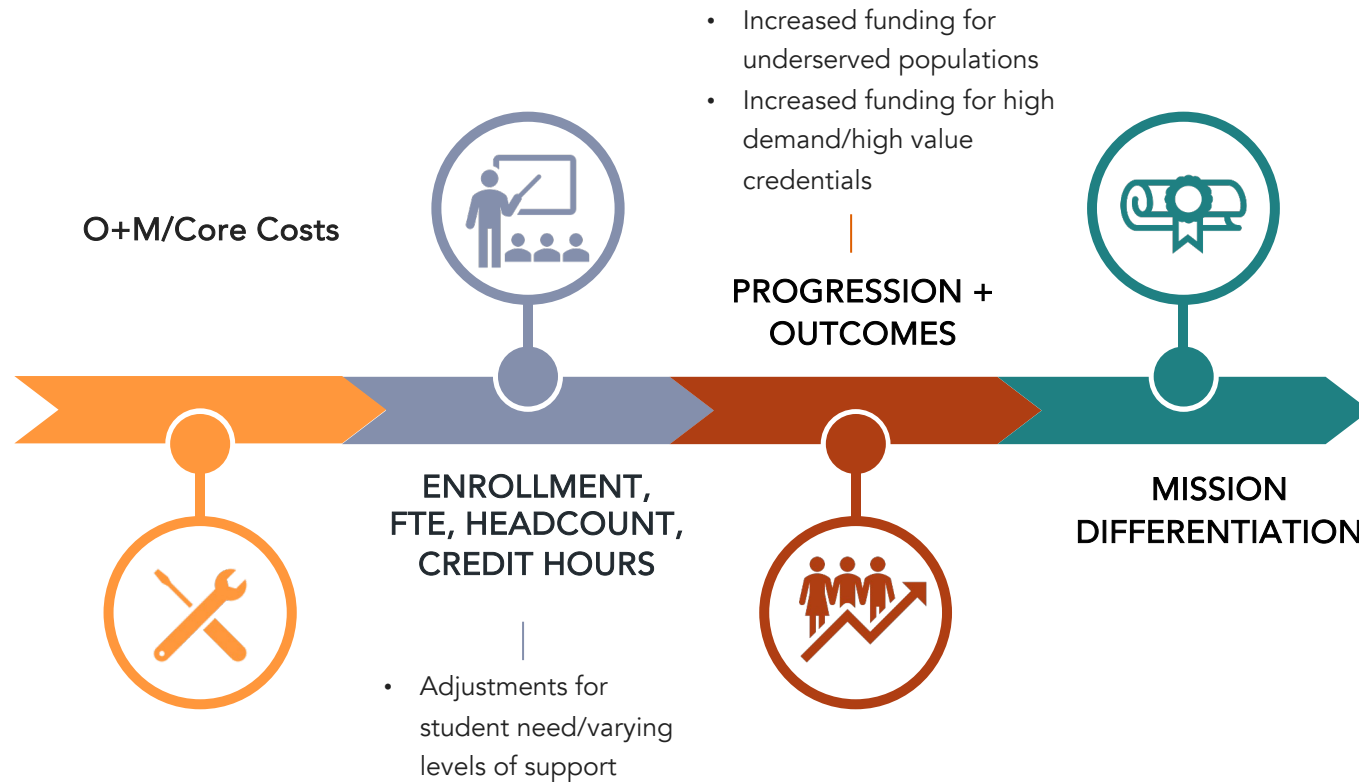 O+M/Core Costs
ENROLLMENT,
FTE, HEADCOUNT,
CREDIT HOURS
• Adjustments for
student need/varying
levels of support
• Increased funding for
underserved populations
• Increased funding for high
demand/high value
credentials
PROGRESSION +
OUTCOMES
MISSION
DIFFERENTIATION